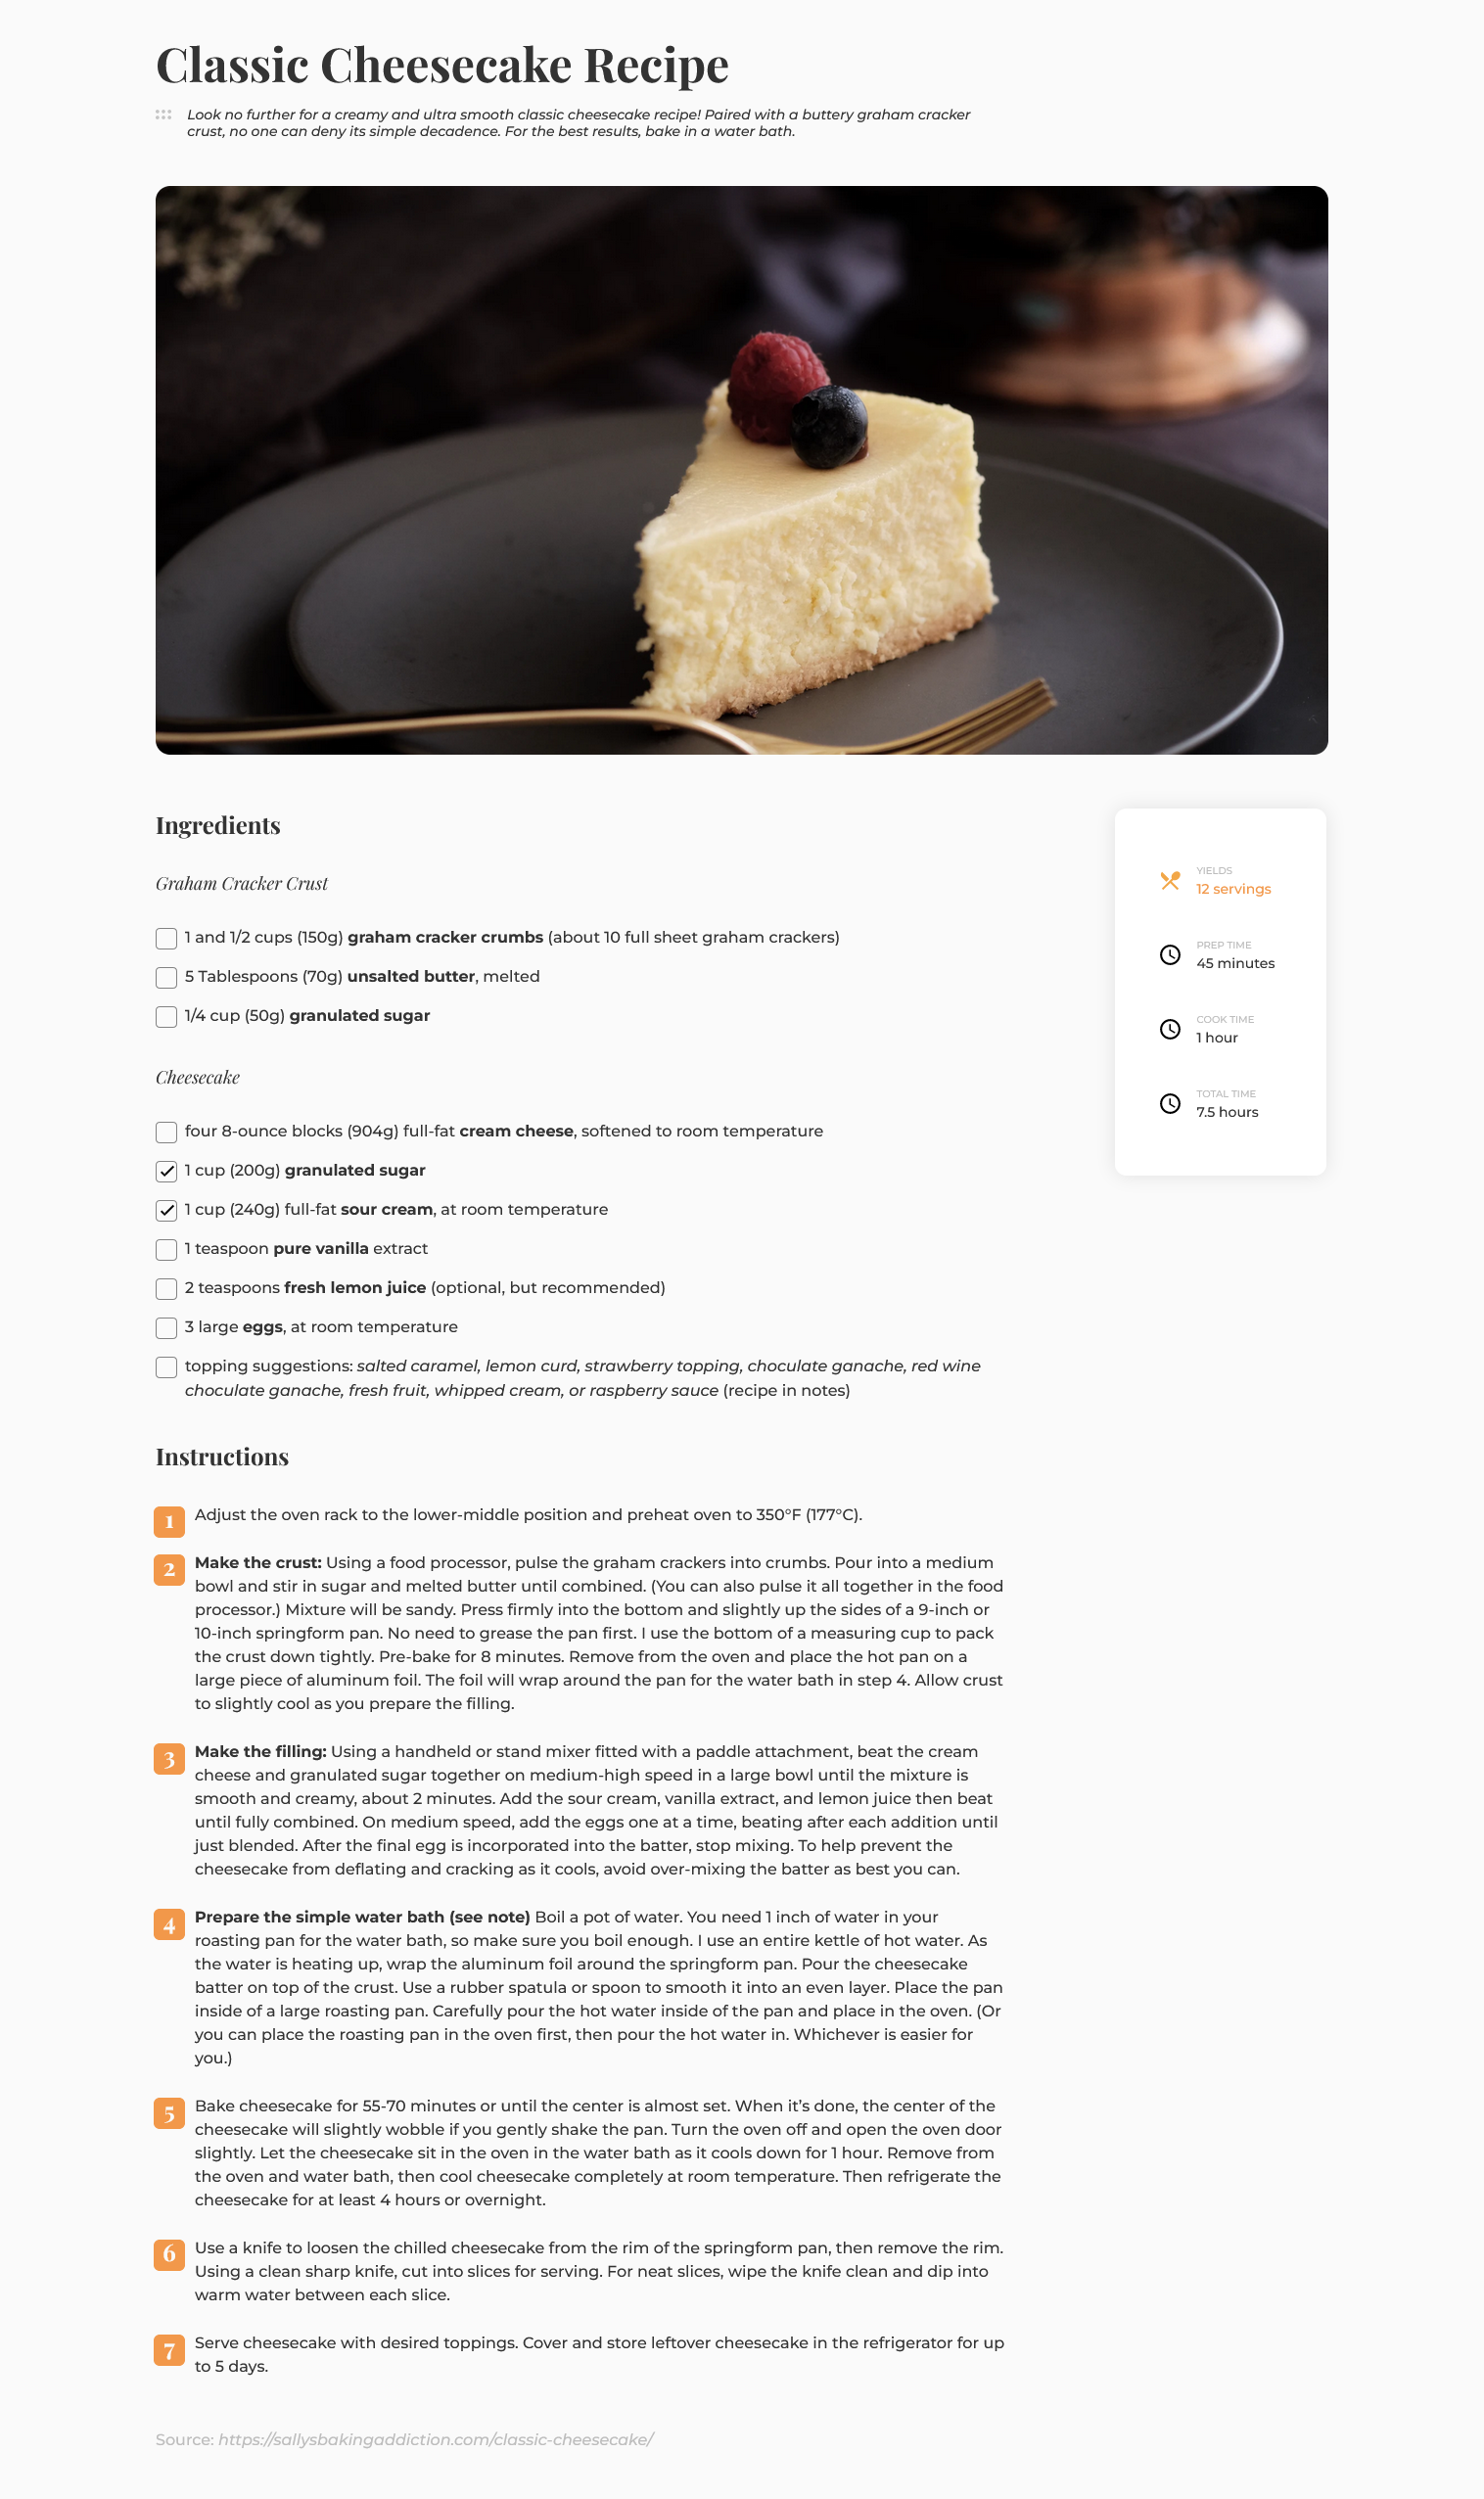 Classic Cheesecake Recipe
Look no further for a creamy and ultra smooth classic cheesecake recipe! Paired with a buttery graham cracker
crust, no one can deny its simple decadence. For the best results, bake in a water bath.
Ingredients
Graham Cracker Crust
1 and 1/2 cups (150g) graham cracker crumbs (about 10 full sheet graham crackers)
5 Tablespoons (70g) unsalted butter, melted
1/4 cup (50g) granulated sugar
Cheesecake
four 8-ounce blocks (904g) full-fat cream cheese, softened to room temperature
1 cup (200g) granulated sugar
1 cup (240g) full-fat sour cream, at room temperature
1 teaspoon pure vanilla extract
2 teaspoons fresh lemon juice (optional, but recommended)
3 large eggs, at room temperature
topping suggestions: salted caramel, lemon curd, strawberry topping, choculate ganache, red wine
choculate ganache, fresh fruit, whipped cream, or raspberry sauce (recipe in notes)
YIELDS
12 servings
PREP TIME
45 minutes
COOK TIME
1 hour
TOTAL TIME
7.5 hours
Instructions
1 Adjust the oven rack to the lower-middle position and preheat oven to 350°F (177°C).
2 Make the crust: Using a food processor, pulse the graham crackers into crumbs. Pour into a medium
bowl and stir in sugar and melted butter until combined. (You can also pulse it all together in the food
processor.) Mixture will be sandy. Press firmly into the bottom and slightly up the sides of a 9-inch or
10-inch springform pan. No need to grease the pan first. I use the bottom of a measuring cup to pack
the crust down tightly. Pre-bake for 8 minutes. Remove from the oven and place the hot pan on a
large piece of aluminum foil. The foil will wrap around the pan for the water bath in step 4. Allow crust
to slightly cool as you prepare the filling.
3 Make the filling: Using a handheld or stand mixer fitted with a paddle attachment, beat the cream
cheese and granulated sugar together on medium-high speed in a large bowl until the mixture is
smooth and creamy, about 2 minutes. Add the sour cream, vanilla extract, and lemon juice then beat
until fully combined. On medium speed, add the eggs one at a time, beating after each addition until
just blended. After the final egg is incorporated into the batter, stop mixing. To help prevent the
cheesecake from deflating and cracking as it cools, avoid over-mixing the batter as best you can.
4 Prepare the simple water bath (see note) Boil a pot of water. You need 1 inch of water in your
roasting pan for the water bath, so make sure you boil enough. I use an entire kettle of hot water. As
the water is heating up, wrap the aluminum foil around the springform pan. Pour the cheesecake
batter on top of the crust. Use a rubber spatula or spoon to smooth it into an even layer. Place the pan
inside of a large roasting pan. Carefully pour the hot water inside of the pan and place in the oven. (Or
you can place the roasting pan in the oven first, then pour the hot water in. Whichever is easier for
you.)
5 Bake cheesecake for 55-70 minutes or until the center is almost set. When it’s done, the center of the
cheesecake will slightly wobble if you gently shake the pan. Turn the oven off and open the oven door
slightly. Let the cheesecake sit in the oven in the water bath as it cools down for 1 hour. Remove from
the oven and water bath, then cool cheesecake completely at room temperature. Then refrigerate the
cheesecake for at least 4 hours or overnight.
6 Use a knife to loosen the chilled cheesecake from the rim of the springform pan, then remove the rim.
Using a clean sharp knife, cut into slices for serving. For neat slices, wipe the knife clean and dip into
warm water between each slice.
7 Serve cheesecake with desired toppings. Cover and store leftover cheesecake in the refrigerator for up
to 5 days.
Source: https://sallysbakingaddiction.com/classic-cheesecake/